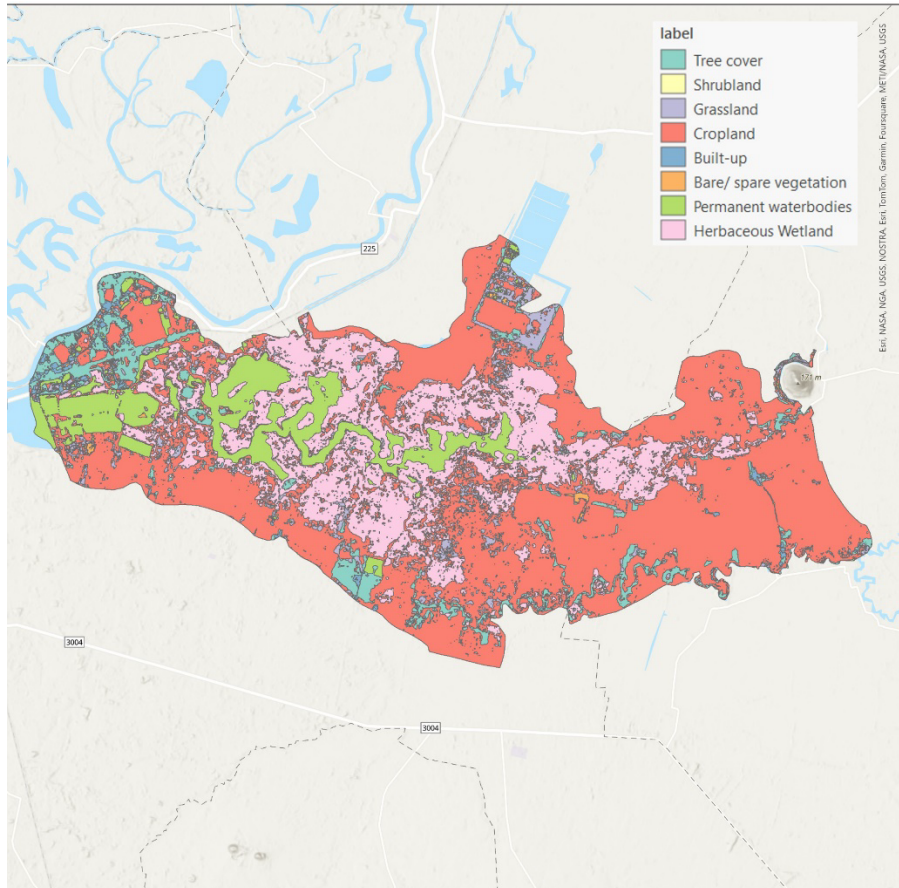 label
Tree cover
Shrubland
Grassland
Cropland
Built-up
Bare/ spare vegetation
Permanent waterbodies
Herbaceous Wetland
Esri, NASA, NGA, USGS, NOSTRA, Esri, TomTom, Garmin, Foursquare, METI/NASA, USGS
225
171 m
3004
3004